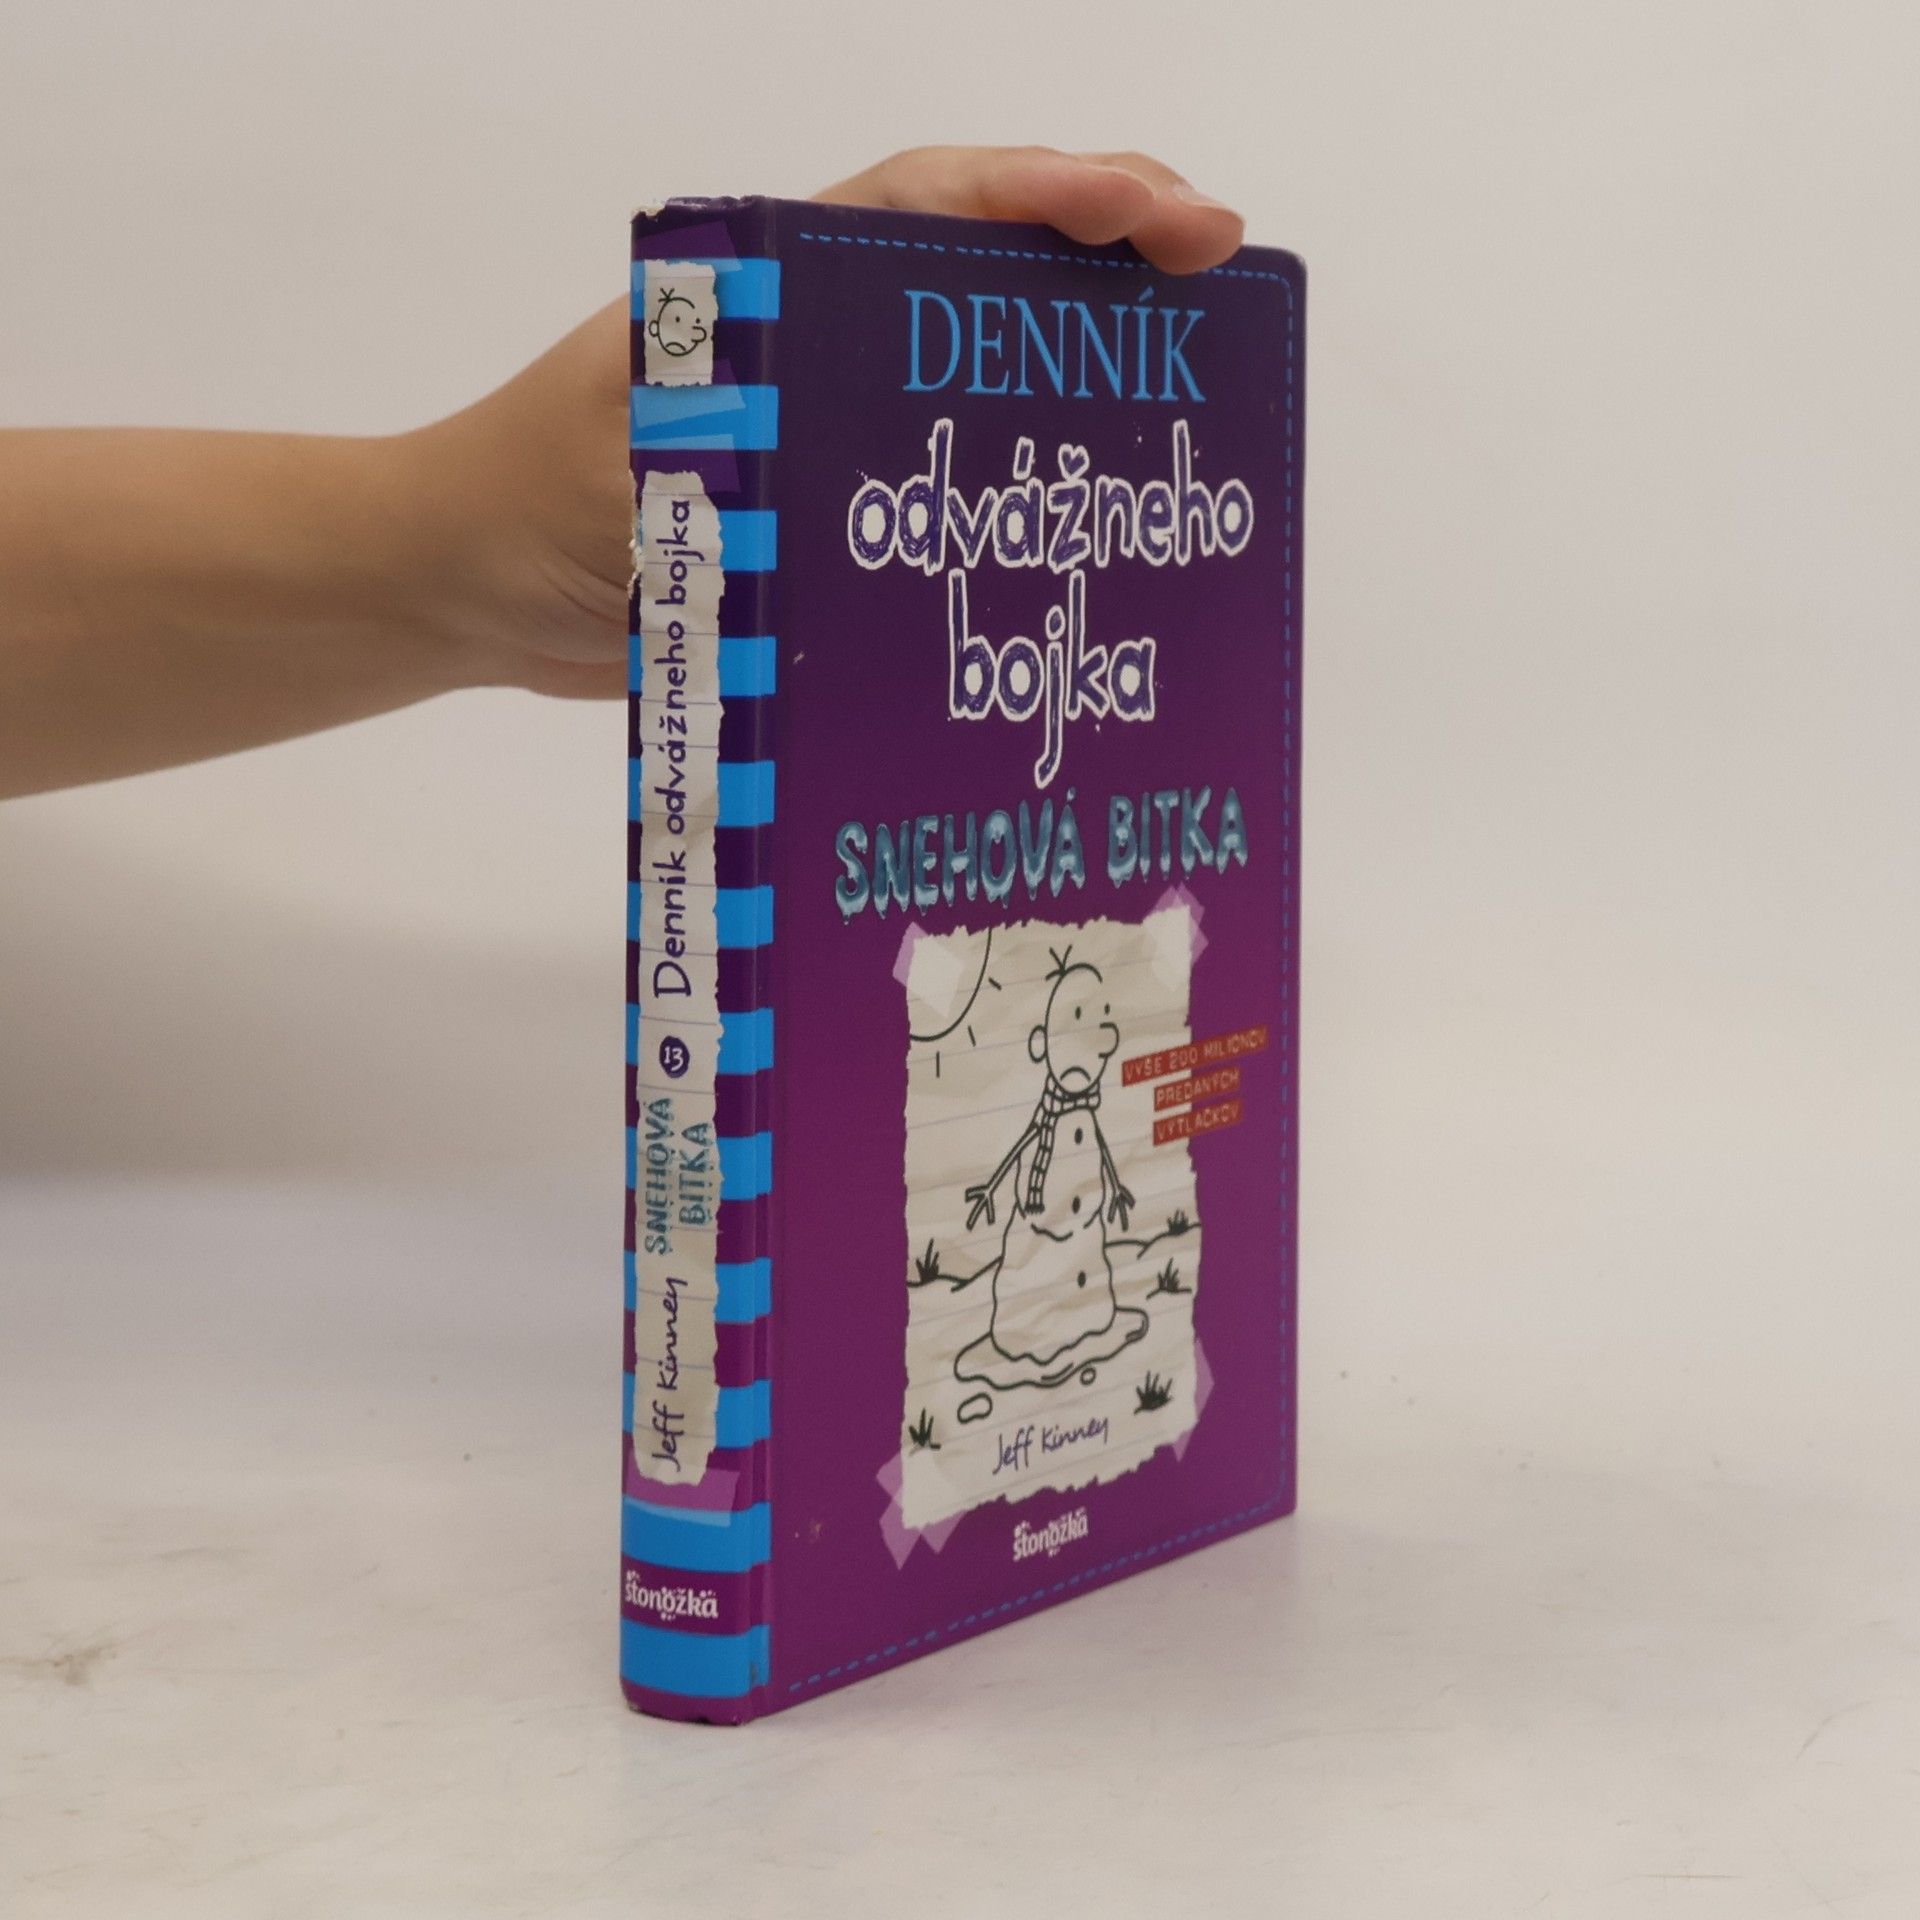 DENNÍK
odvážneho
bojka
SNEHOVÁ BITKA
VYŠE 200 MILIÓNOV
PREDANÝCH
VÝTLAČKOV
Jeff Kinney
stonožka
Denník odvážneho bojka
13
SNEHOVÁ
BITKA
Jeff Kinney
stonožka